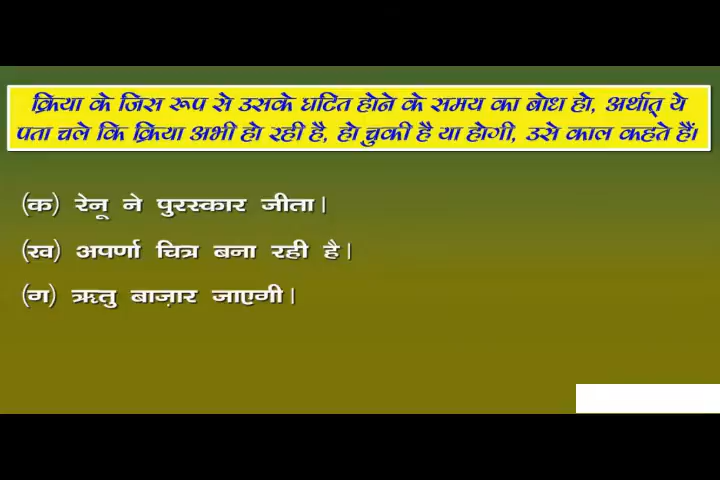 क्रिया के जिस रूप से उसके घटित होने के समय का बोध हो, अर्थात् ये
पता चले कि क्रिया अभी हो रही है, हो चुकी है या होगी, उसे काल कहते हैं।
(क) रेनू ने पुरस्कार जीता।
(ख) अपर्णा चित्र बना रही है।
(ग) ऋतु बाज़ार जाएगी।